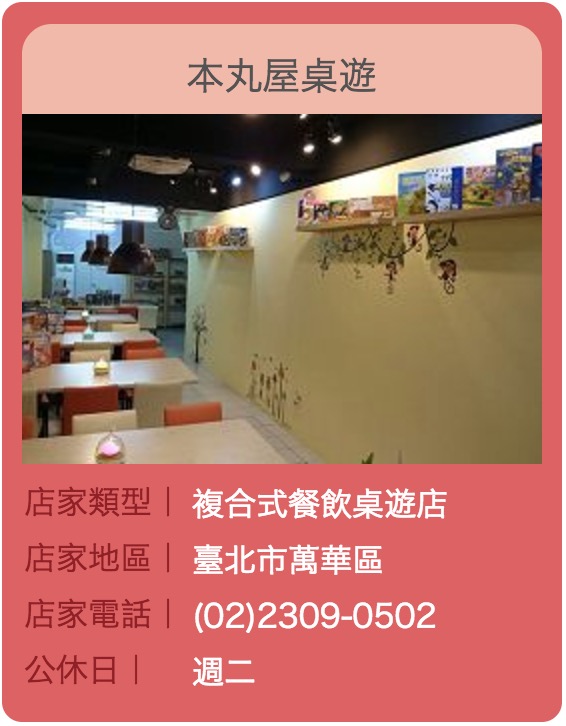 本丸屋桌遊
店家類型｜ 複合式餐飲桌遊店
店家地區｜ 臺北市萬華區
店家電話｜ (02)2309-0502
公休日｜ 週二